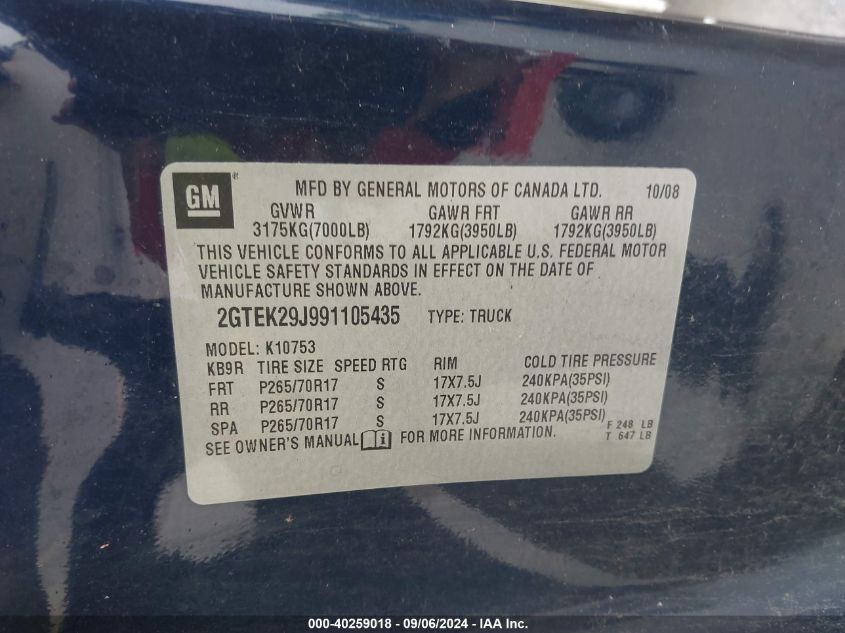 GM ® MFD BY GENERAL MOTORS OF CANADA LTD. 10/08
GVWR GAWR FRT GAWR RR
3175KG(7000LB) 1792KG(3950LB) 1792KG(3950LB)
THIS VEHICLE CONFORMS TO ALL APPLICABLE U.S. FEDERAL MOTOR
VEHICLE SAFETY STANDARDS IN EFFECT ON THE DATE OF
MANUFACTURE SHOWN ABOVE.
2GTEK29J991105435 TYPE: TRUCK
MODEL: K10753
KB9R TIRE SIZE SPEED RTG RIM COLD TIRE PRESSURE
FRT P265/70R17 S 17X7.5J 240KPA(35PSI)
RR P265/70R17 S 17X7.5J 240KPA(35PSI)
SPA P265/70R17 S 17X7.5J 240KPA(35PSI)
SEE OWNER'S MANUAL FOR MORE INFORMATION.
F 248 LB
T 647 LB
000-40259018 - 09/06/2024 - IAA Inc.